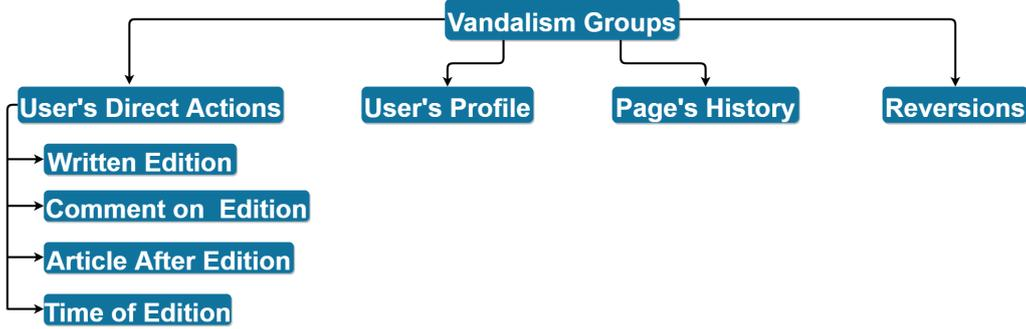 Vandalism Groups
User's Direct Actions
User's Profile
Page's History
Reversions
Written Edition
Comment on  Edition
Article After Edition
Time of Edition